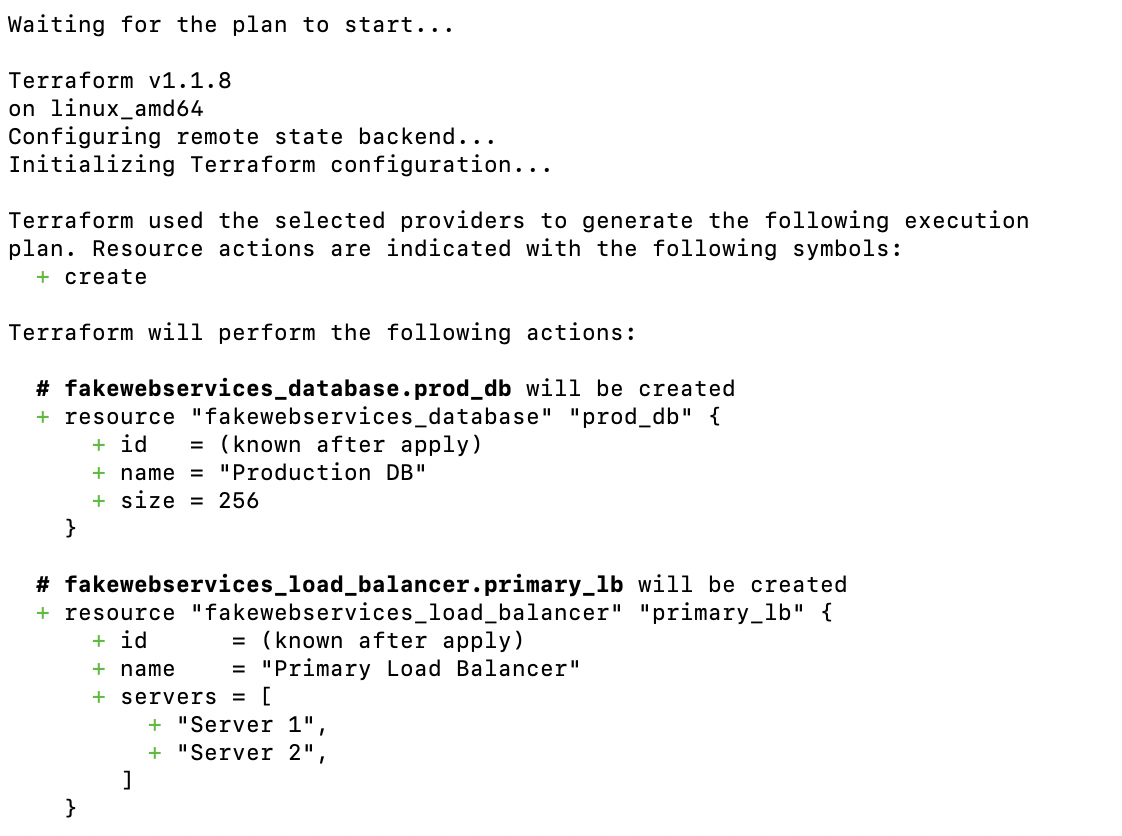 Waiting for the plan to start...
Terraform v1.1.8
on linux_amd64
Configuring remote state backend...
Initializing Terraform configuration...
Terraform used the selected providers to generate the following execution
plan. Resource actions are indicated with the following symbols:
  + create
Terraform will perform the following actions:
  # fakewebservices_database.prod_db will be created
  + resource "fakewebservices_database" "prod_db" {
      + id   = (known after apply)
      + name = "Production DB"
      + size = 256
    }
  # fakewebservices_load_balancer.primary_lb will be created
  + resource "fakewebservices_load_balancer" "primary_lb" {
      + id      = (known after apply)
      + name    = "Primary Load Balancer"
      + servers = [
          + "Server 1",
          + "Server 2",
        ]
    }